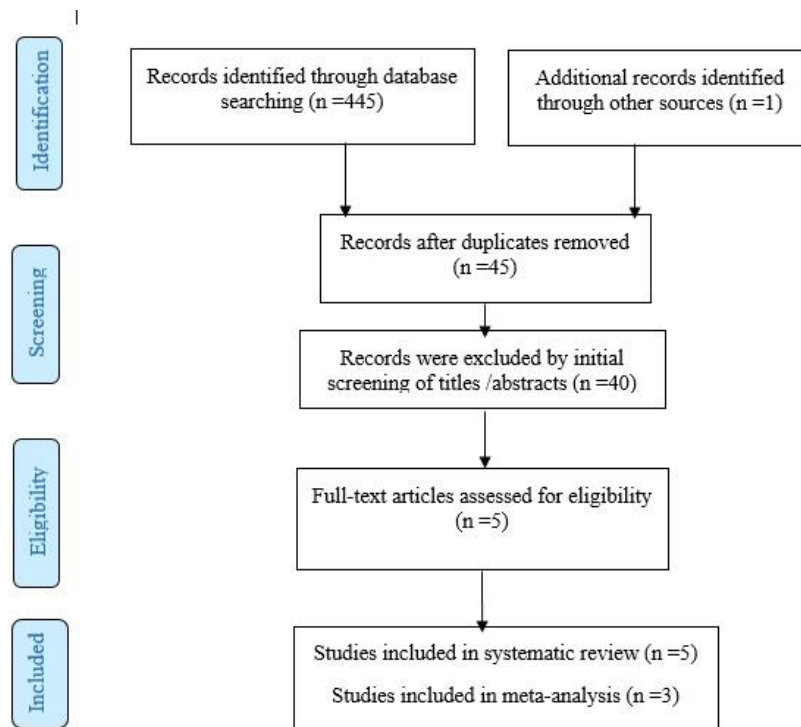 Identification
Records identified through database
searching (n =445)
Additional records identified
through other sources (n =1)
Screening
Records after duplicates removed
(n =45)
Records were excluded by initial
screening of titles /abstracts (n =40)
Eligibility
Full-text articles assessed for eligibility
(n =5)
Included
Studies included in systematic review (n =5)
Studies included in meta-analysis (n =3)